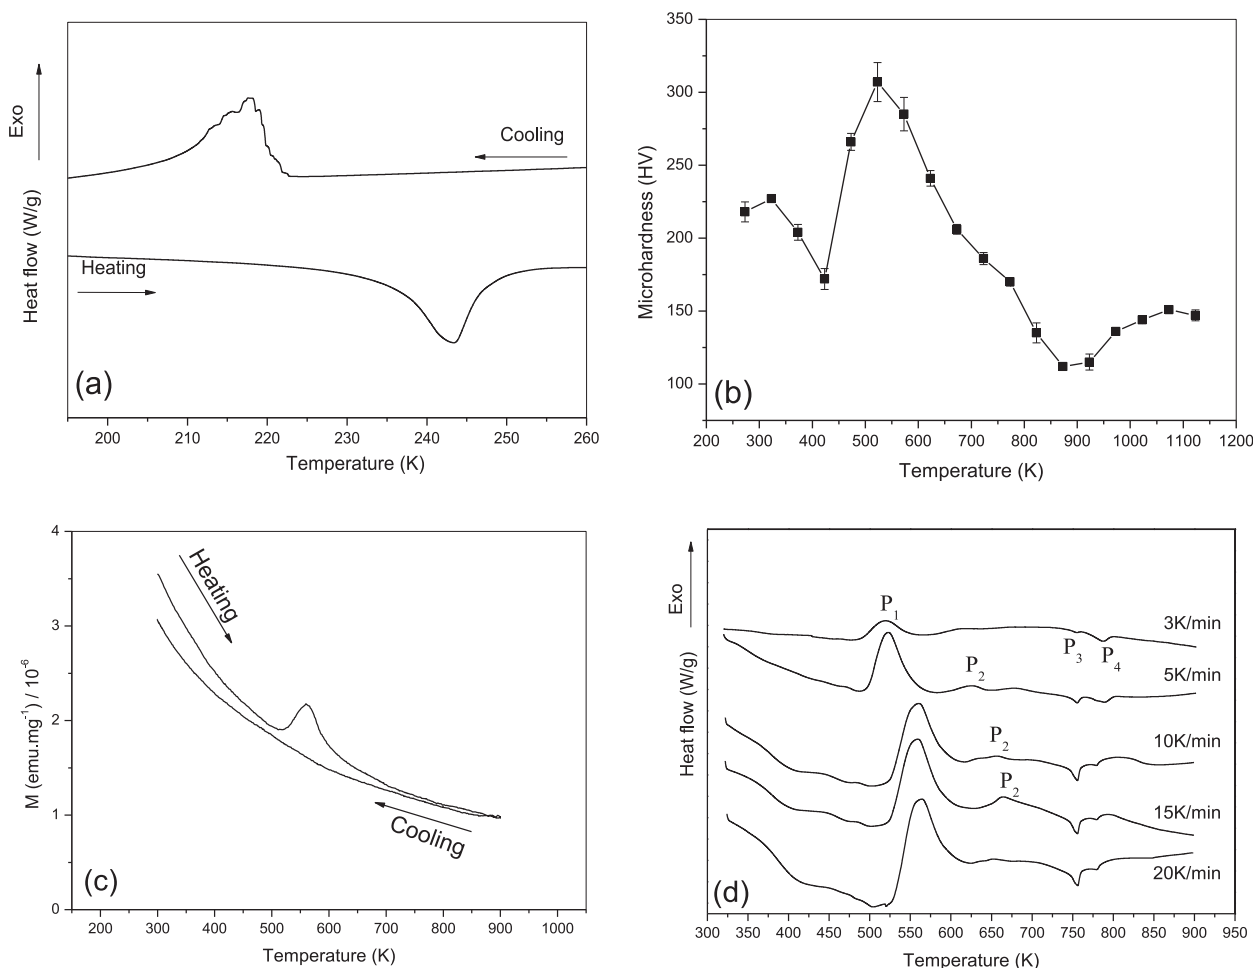 Exo
Heat flow (W/g)
Cooling
Heating
(a)
200 210 220 230 240 250 260
Temperature (K)
350
300
250
200
150
100
Microhardness (HV)
(b)
200 300 400 500 600 700 800 900 1000 1100 1200
Temperature (K)
4
3
2
1
0
M (emu.mg⁻¹) / 10⁻⁶
Heating
Cooling
(c)
200 300 400 500 600 700 800 900 1000
Temperature (K)
Exo
Heat flow (W/g)
P₁
3K/min
P₃ P₄
P₂
5K/min
P₂
10K/min
P₂
15K/min
20K/min
(d)
300 350 400 450 500 550 600 650 700 750 800 850 900 950
Temperature (K)